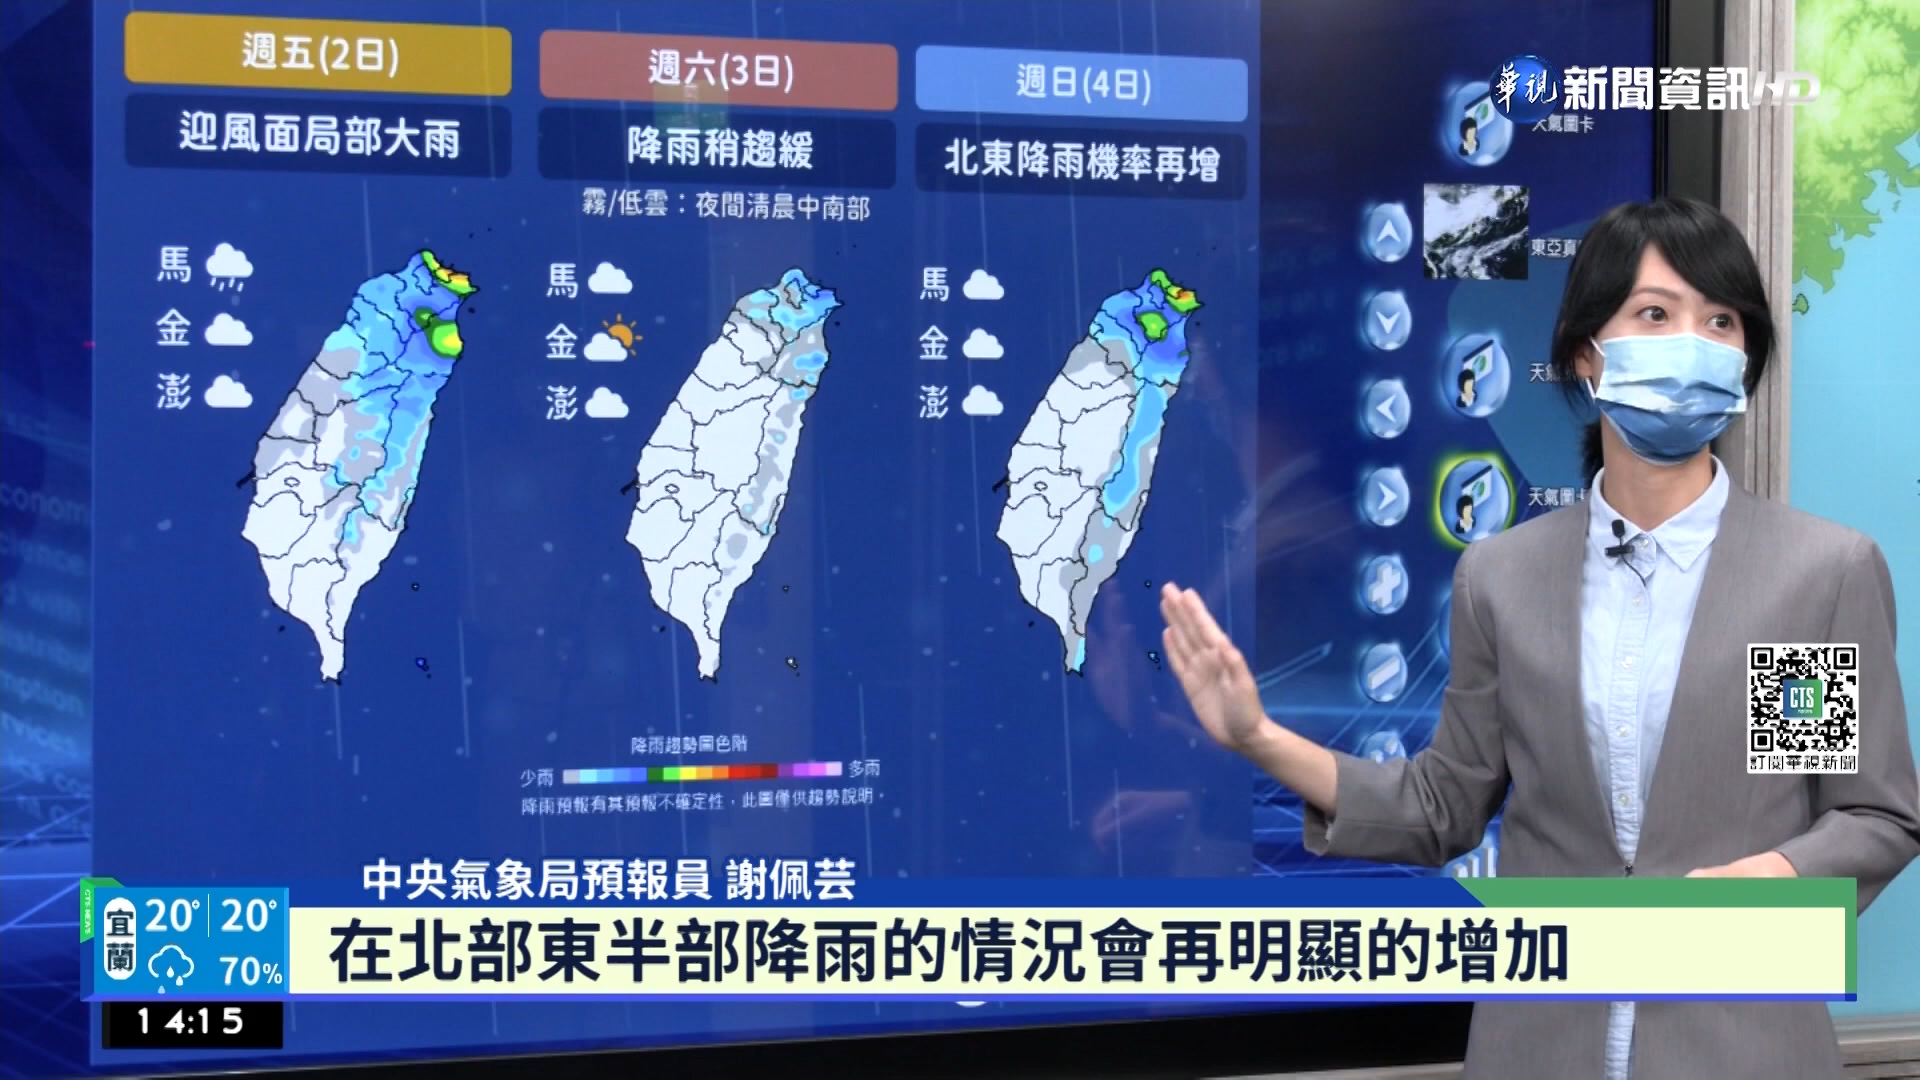 週五(2日)
週六(3日)
週日(4日)
迎風面局部大雨
降雨稍趨緩
北東降雨機率再增
霧/低雲：夜間清晨中南部
馬
金
澎
馬
金
澎
馬
金
澎
降雨趨勢圖色階
少雨
多雨
降雨預報有其預報不確定性，此圖僅供趨勢說明。
華視 新聞資訊HD
天氣圖卡
東亞真
天氣
天氣圖卡
CTS
訂閱華視新聞
中央氣象局預報員 謝佩芸
在北部東半部降雨的情況會再明顯的增加
宜蘭
20° 20°
70%
14:15